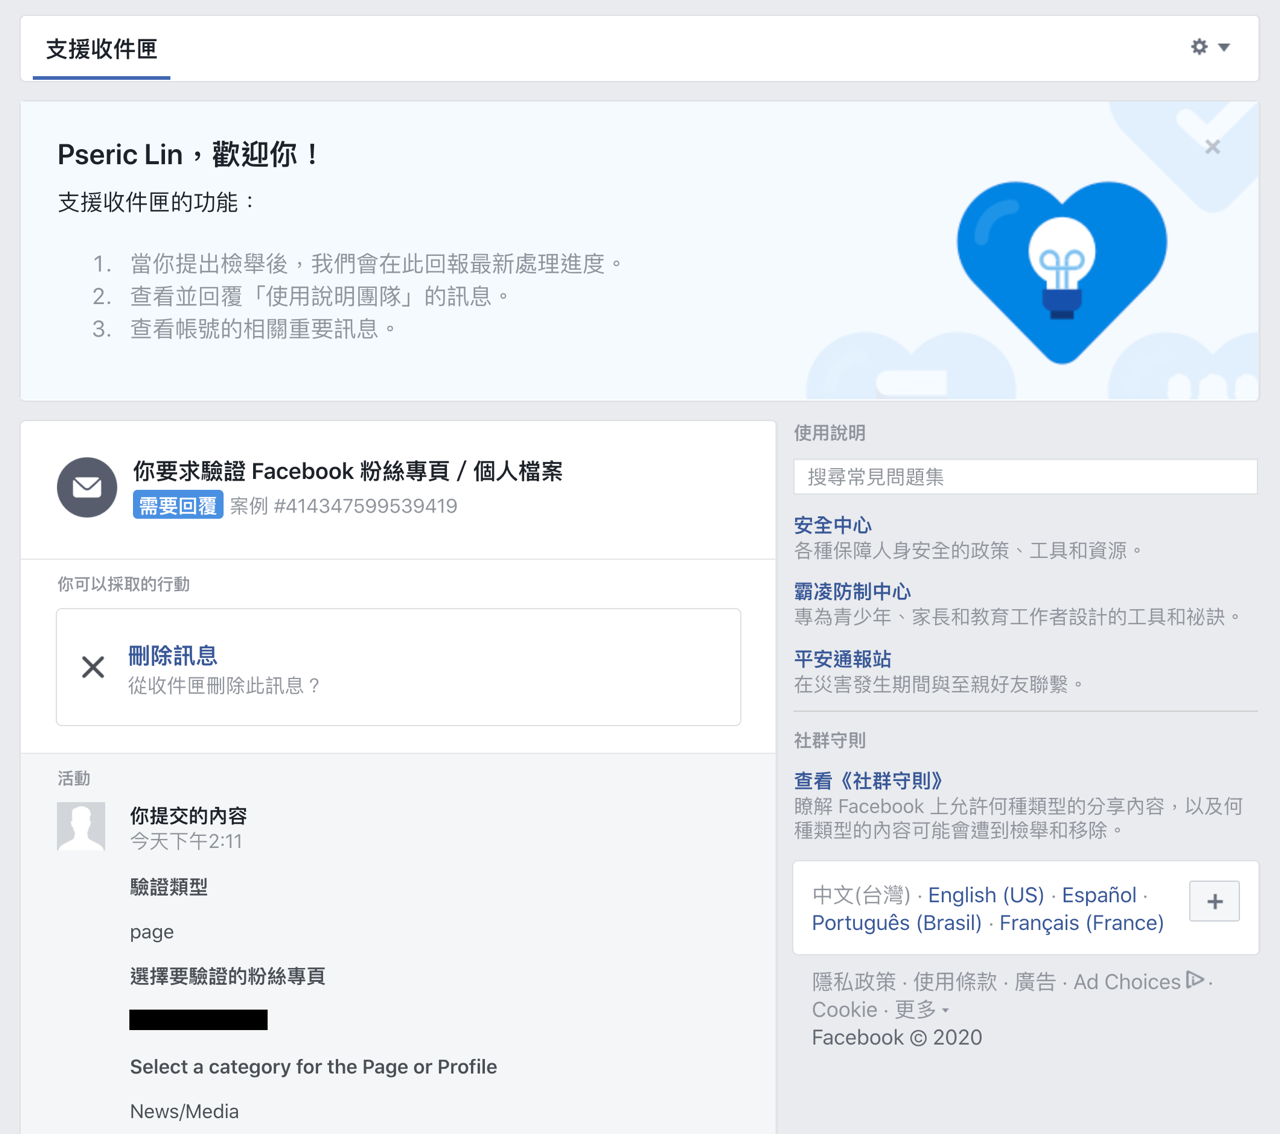 支援收件匣
Pseric Lin，歡迎你！
支援收件匣的功能：
1. 當你提出檢舉後，我們會在此回報最新處理進度。
2. 查看並回覆「使用說明團隊」的訊息。
3. 查看帳號的相關重要訊息。
你要求驗證 Facebook 粉絲專頁 / 個人檔案
需要回覆 案例 #414347599539419
你可以採取的行動
刪除訊息
從收件匣刪除此訊息？
活動
你提交的內容
今天下午2:11
驗證類型
page
選擇要驗證的粉絲專頁
Select a category for the Page or Profile
News/Media
使用說明
搜尋常見問題集
安全中心
各種保障人身安全的政策、工具和資源。
霸凌防制中心
專為青少年、家長和教育工作者設計的工具和祕訣。
平安通報站
在災害發生期間與至親好友聯繫。
社群守則
查看《社群守則》
瞭解 Facebook 上允許何種類型的分享內容，以及何
種類型的內容可能會遭到檢舉和移除。
中文(台灣) · English (US) · Español ·
Português (Brasil) · Français (France)
隱私政策 · 使用條款 · 廣告 · Ad Choices ·
Cookie · 更多
Facebook © 2020